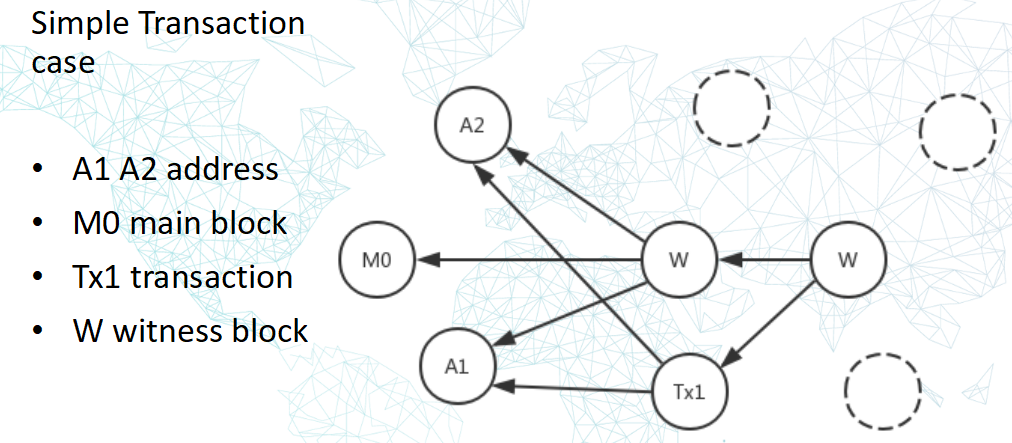 Simple Transaction
case
• A1 A2 address
• M0 main block
• Tx1 transaction
• W witness block
A2
M0
W
W
A1
Tx1